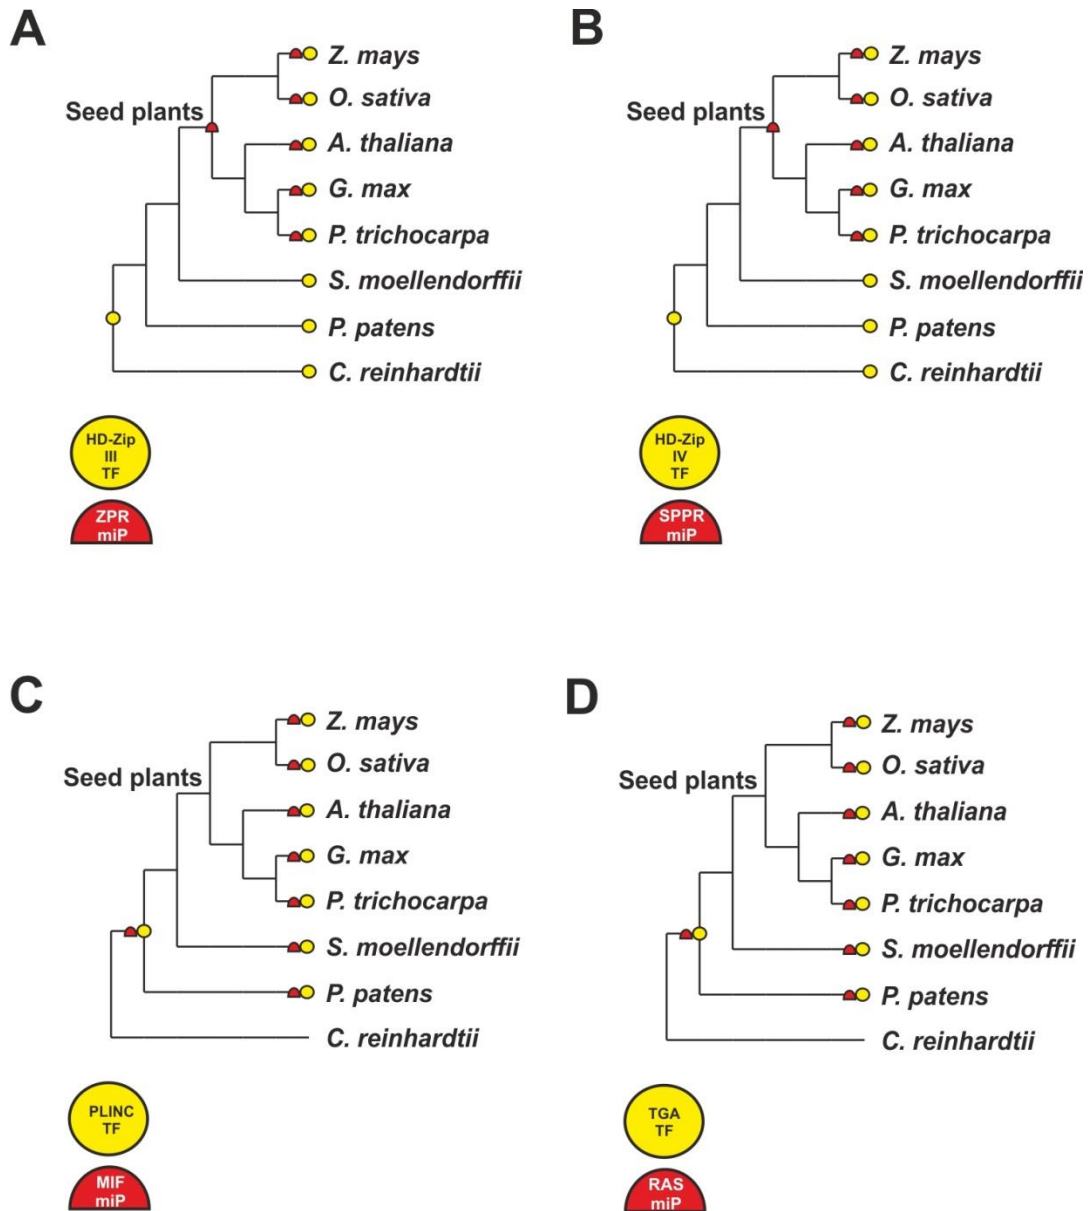 A
Z. mays
O. sativa
Seed plants
A. thaliana
G. max
P. trichocarpa
S. moellendorffii
P. patens
C. reinhardtii
HD-Zip
III
TF
ZPR
miP
B
Z. mays
O. sativa
Seed plants
A. thaliana
G. max
P. trichocarpa
S. moellendorffii
P. patens
C. reinhardtii
HD-Zip
IV
TF
SPPR
miP
C
Z. mays
O. sativa
Seed plants
A. thaliana
G. max
P. trichocarpa
S. moellendorffii
P. patens
C. reinhardtii
PLINC
TF
MIF
miP
D
Z. mays
O. sativa
Seed plants
A. thaliana
G. max
P. trichocarpa
S. moellendorffii
P. patens
C. reinhardtii
TGA
TF
RAS
miP